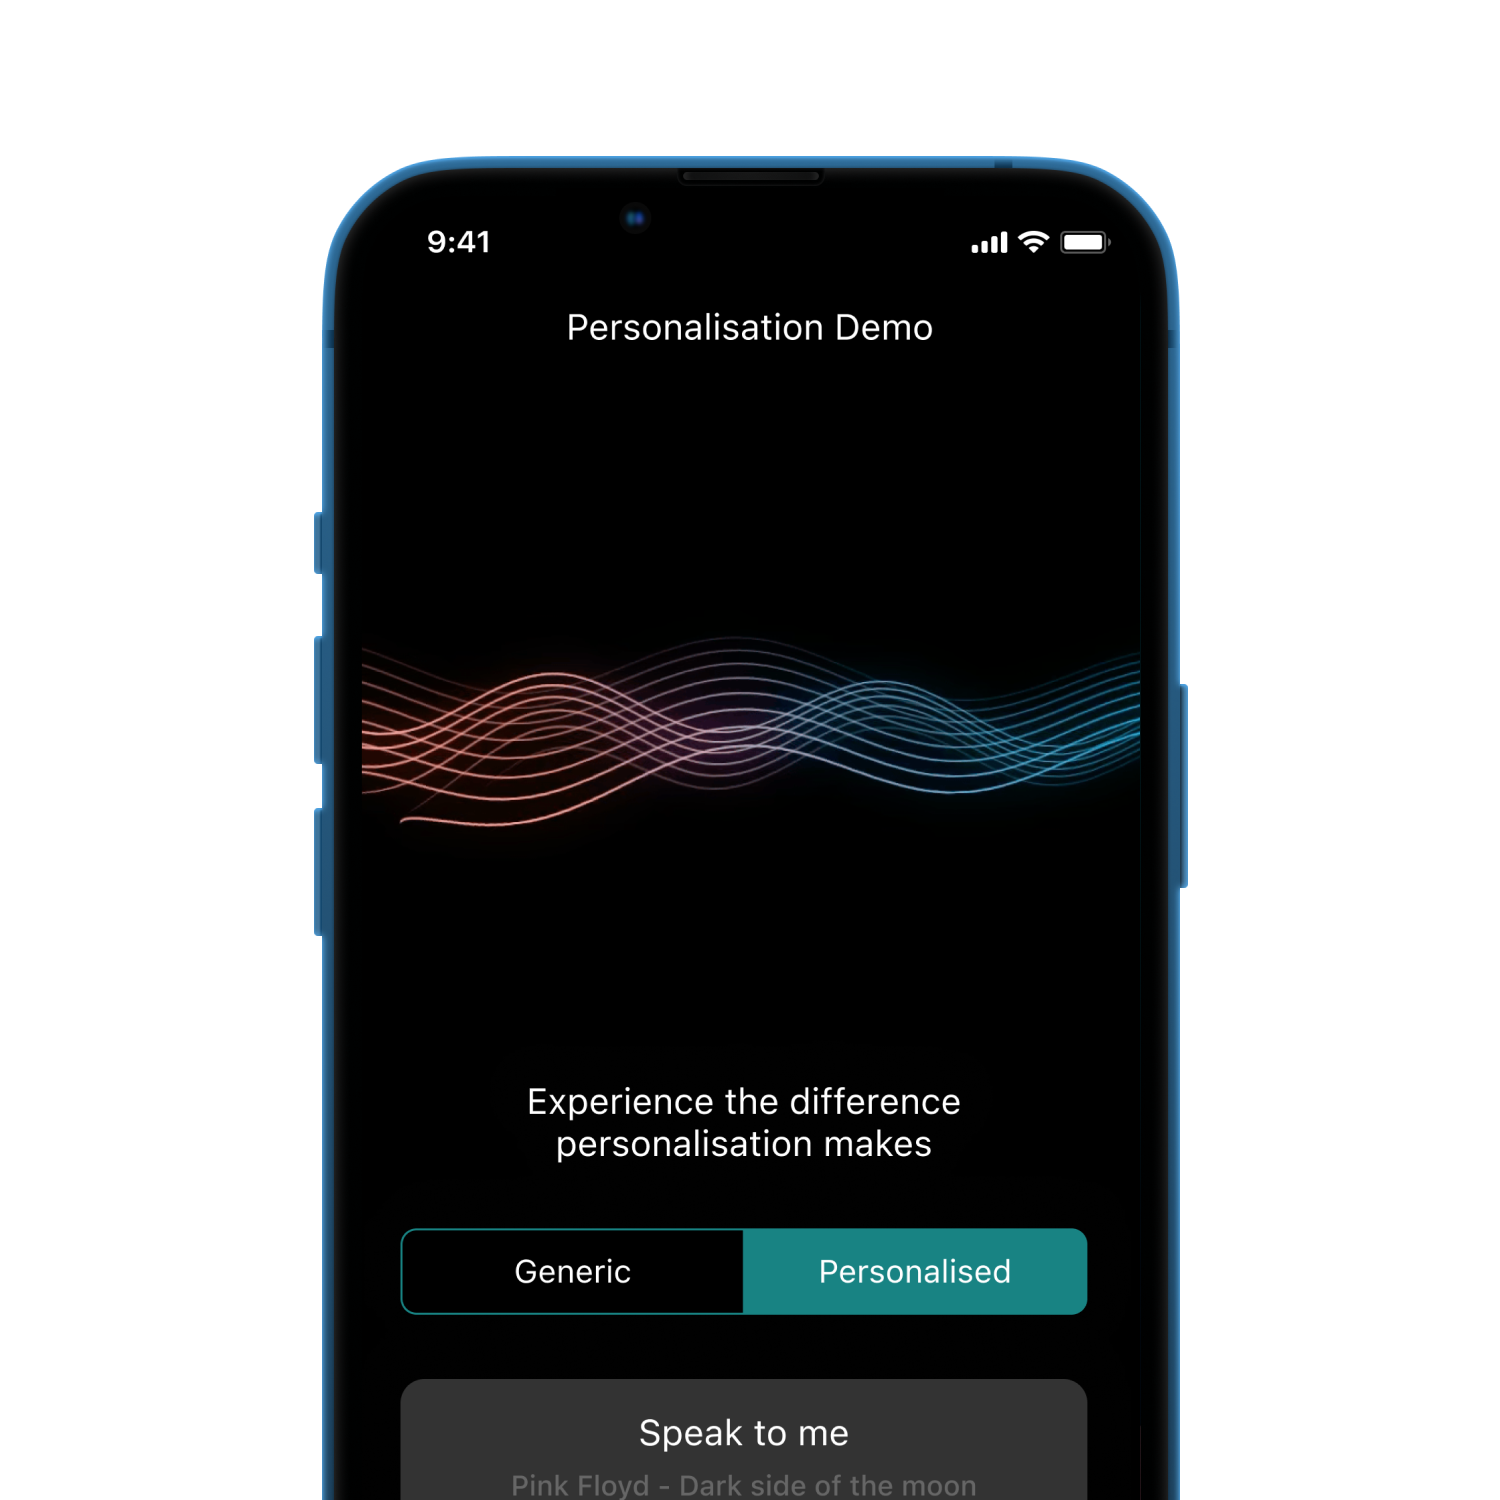 9:41
Personalisation Demo
Experience the difference
personalisation makes
Generic
Personalised
Speak to me
Pink Floyd - Dark side of the moon